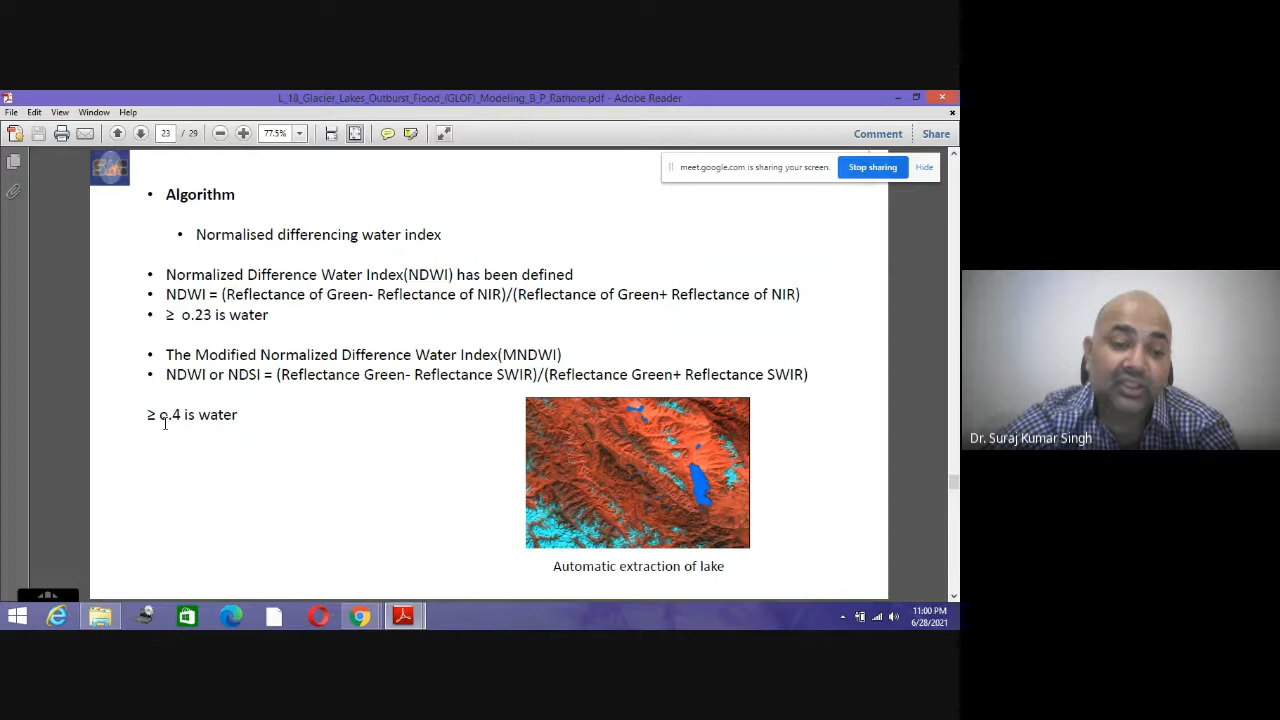 L_18_Glacier_Lakes_Outburst_Flood_(GLOF)_Modeling_B_P_Rathore.pdf - Adobe Reader
File Edit View Window Help
23 / 29 77.5% Comment Share
meet.google.com is sharing your screen. Stop sharing Hide
• Algorithm
• Normalised differencing water index
• Normalized Difference Water Index(NDWI) has been defined
• NDWI = (Reflectance of Green- Reflectance of NIR)/(Reflectance of Green+ Reflectance of NIR)
• ≥ o.23 is water
• The Modified Normalized Difference Water Index(MNDWI)
• NDWI or NDSI = (Reflectance Green- Reflectance SWIR)/(Reflectance Green+ Reflectance SWIR)
≥ o.4 is water
Automatic extraction of lake
Dr. Suraj Kumar Singh
11:00 PM
6/28/2021